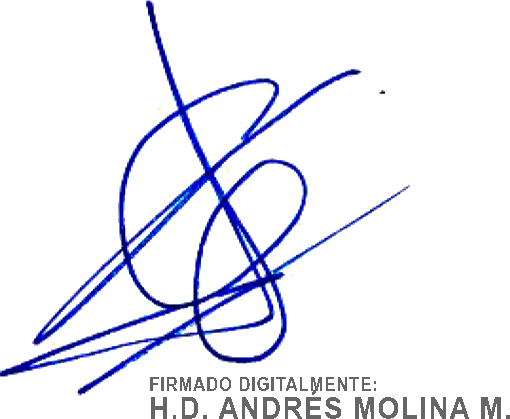 FIRMADO DIGITALMENTE:
H.D. ANDRÉS MOLINA M.